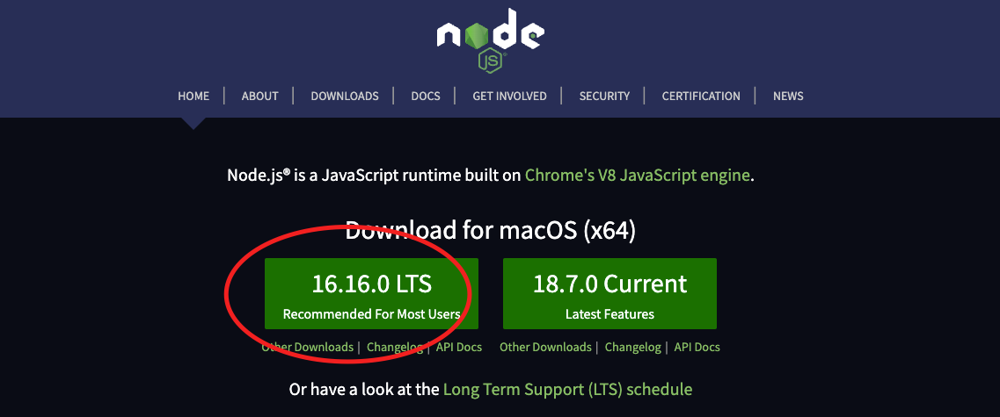 node
JS
HOME | ABOUT | DOWNLOADS | DOCS | GET INVOLVED | SECURITY | CERTIFICATION | NEWS
Node.js® is a JavaScript runtime built on Chrome's V8 JavaScript engine.
Download for macOS (x64)
16.16.0 LTS
Recommended For Most Users
18.7.0 Current
Latest Features
Other Downloads | Changelog | API Docs
Other Downloads | Changelog | API Docs
Or have a look at the Long Term Support (LTS) schedule